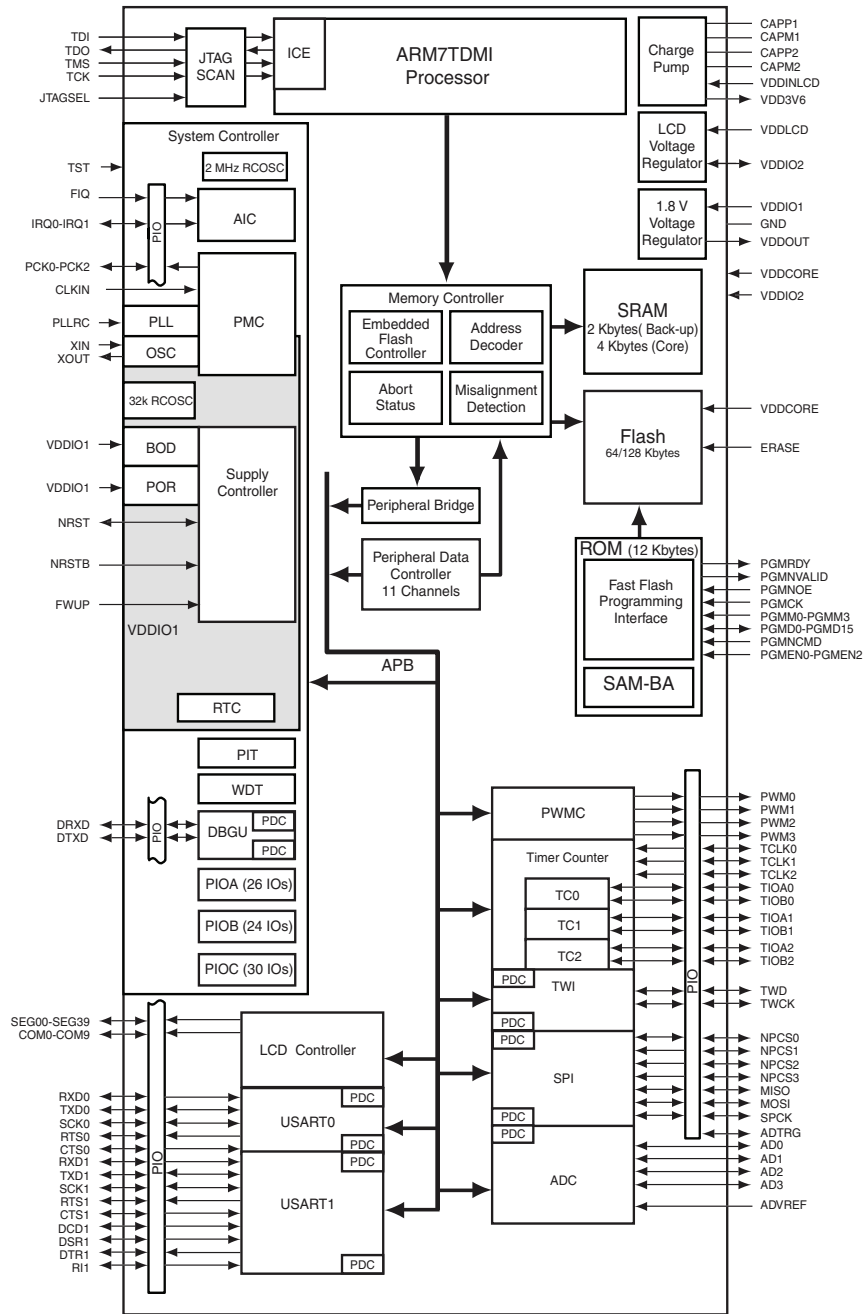 TDI
TDO
TMS
TCK
JTAGSEL
JTAG
SCAN
ICE
ARM7TDMI
Processor
Charge
Pump
CAPP1
CAPM1
CAPP2
CAPM2
VDDINLCD
VDD3V6
LCD
Voltage
Regulator
VDDLCD
VDDIO2
1.8 V
Voltage
Regulator
VDDIO1
GND
VDDOUT
VDDCORE
VDDIO2
System Controller
TST
2 MHz RCOSC
FIQ
IRQ0-IRQ1
PIO
AIC
PCK0-PCK2
CLKIN
PMC
PLLRC
PLL
XIN
XOUT
OSC
32k RCOSC
VDDIO1
BOD
VDDIO1
POR
Supply
Controller
NRST
NRSTB
FWUP
VDDIO1
RTC
PIT
WDT
DRXD
DTXD
PIO
DBGU
PDC
PDC
PIOA (26 IOs)
PIOB (24 IOs)
PIOC (30 IOs)
Memory Controller
Embedded
Flash
Controller
Address
Decoder
Abort
Status
Misalignment
Detection
SRAM
2 Kbytes( Back-up)
4 Kbytes (Core)
Flash
64/128 Kbytes
VDDCORE
ERASE
Peripheral Bridge
Peripheral Data
Controller
11 Channels
APB
ROM (12 Kbytes)
Fast Flash
Programming
Interface
SAM-BA
PGMRDY
PGMNVALID
PGMNOE
PGMCK
PGMM0-PGMM3
PGMD0-PGMD15
PGMNCMD
PGMEN0-PGMEN2
SEG00-SEG39
COM0-COM9
RXD0
TXD0
SCK0
RTS0
CTS0
RXD1
TXD1
SCK1
RTS1
CTS1
DCD1
DSR1
DTR1
RI1
PIO
LCD Controller
PDC
USART0
PDC
PDC
USART1
PDC
PWMC
Timer Counter
TC0
TC1
TC2
PDC
TWI
PDC
PDC
SPI
PDC
PDC
ADC
PIO
PWM0
PWM1
PWM2
PWM3
TCLK0
TCLK1
TCLK2
TIOA0
TIOB0
TIOA1
TIOB1
TIOA2
TIOB2
TWD
TWCK
NPCS0
NPCS1
NPCS2
NPCS3
MISO
MOSI
SPCK
ADTRG
AD0
AD1
AD2
AD3
ADVREF